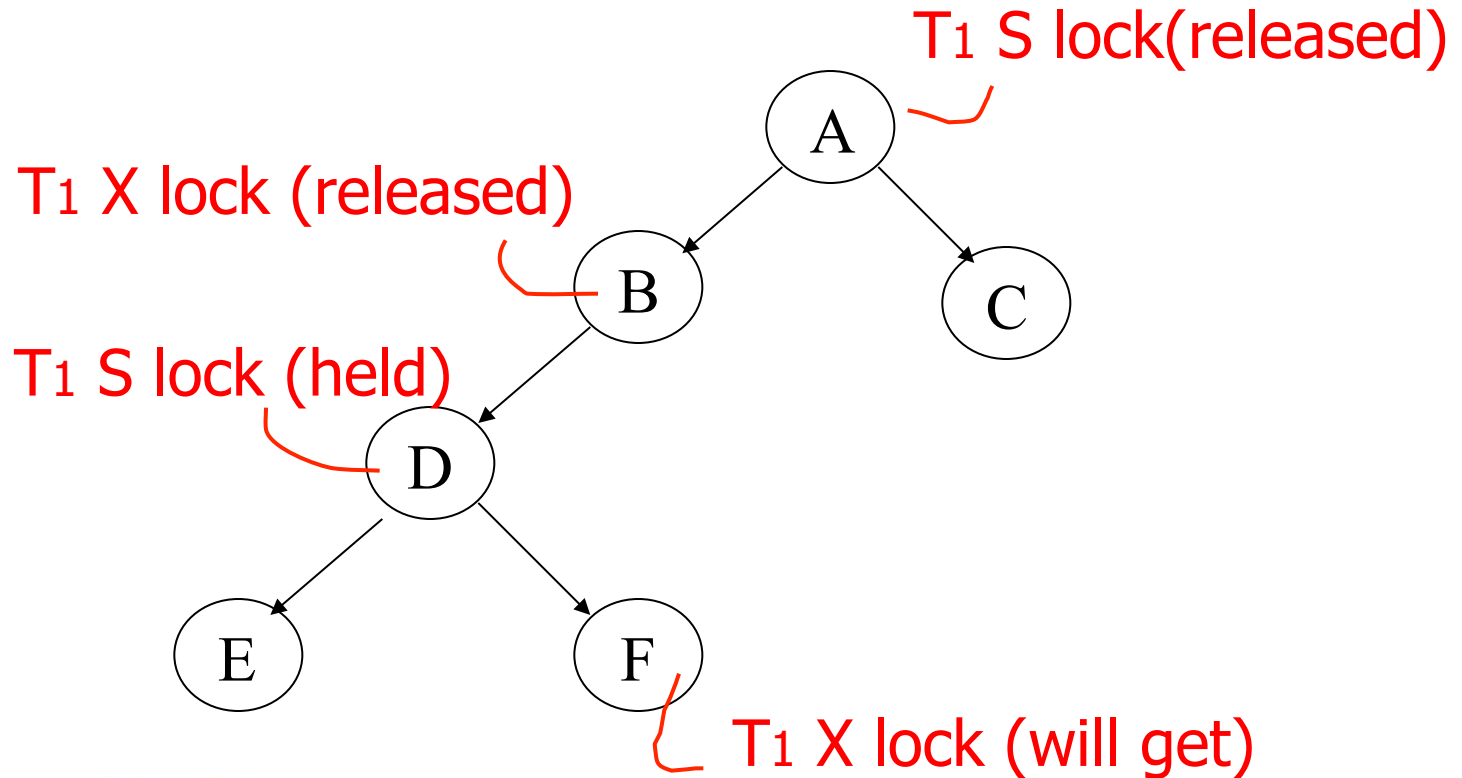 T1 S lock(released)
A
T1 X lock (released)
B
C
T1 S lock (held)
D
E
F
T1 X lock (will get)